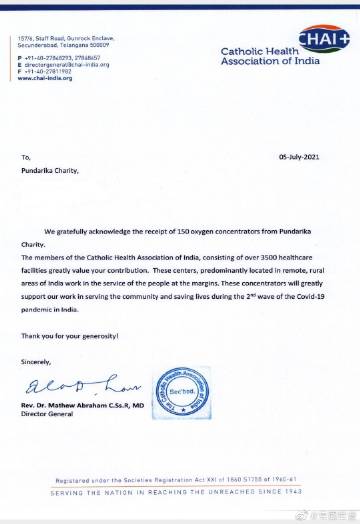 CHAI +
157/6, Staff Road, Gunrock Enclave,
Secunderabad, Telangana 500009
P +91-40-27848293, 27848457
E directorgeneral@chai-india.org
F +91-40-27811982
www.chai-india.org
Catholic Health
Association of India
To,
05-July-2021
Pundarika Charity,
We gratefully acknowledge the receipt of 150 oxygen concentrators from Pundarika
Charity.
The members of the Catholic Health Association of India, consisting of over 3500 healthcare
facilities greatly value your contribution. These centers, predominantly located in remote, rural
areas of India work in the service of the people at the margins. These concentrators will greatly
support our work in serving the community and saving lives during the 2nd wave of the Covid-19
pandemic in India.
Thank you for your generosity!
Sincerely,
The Catholic Health Association of India
Sec'bad.
Rev. Dr. Mathew Abraham C.Ss.R, MD
Director General
Registered under the Societies Registration Act XXI of 1860 S1788 of 1960-61
SERVING THE NATION IN REACHING THE UNREACHED SINCE 1943